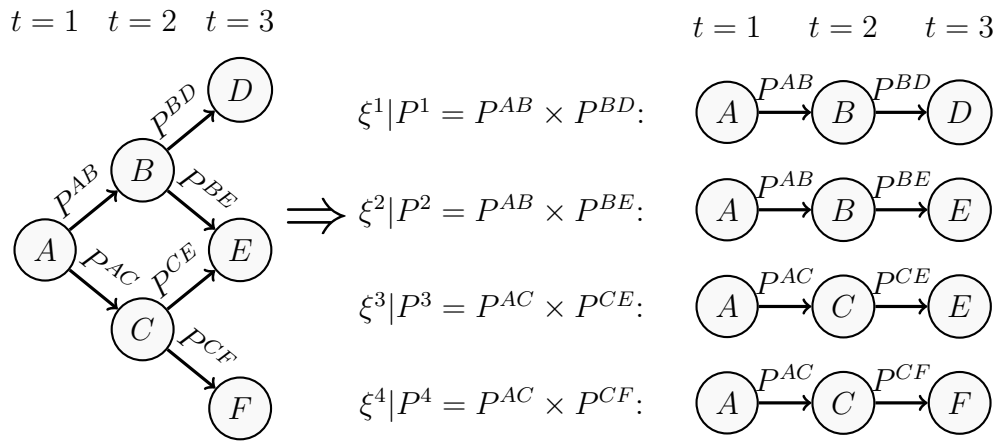 t = 1 t = 2 t = 3
D
P^{BD}
B
P^{AB}
P^{BE}
A
E
P^{AC}
P^{CE}
C
P^{CF}
F
⇒
ξ^1|P^1 = P^{AB} × P^{BD}:
ξ^2|P^2 = P^{AB} × P^{BE}:
ξ^3|P^3 = P^{AC} × P^{CE}:
ξ^4|P^4 = P^{AC} × P^{CF}:
t = 1 t = 2 t = 3
A P^{AB} B P^{BD} D
A P^{AB} B P^{BE} E
A P^{AC} C P^{CE} E
A P^{AC} C P^{CF} F